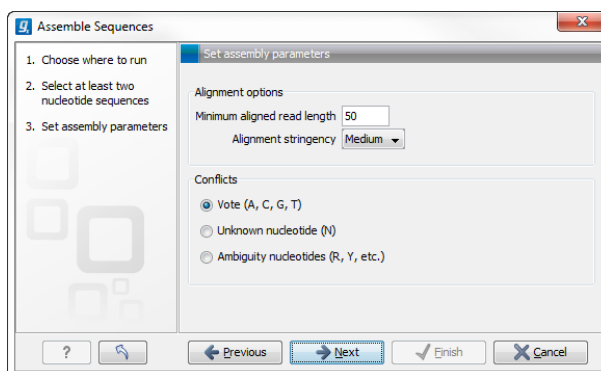 Assemble Sequences
1. Choose where to run
2. Select at least two
nucleotide sequences
3. Set assembly parameters
Set assembly parameters
Alignment options
Minimum aligned read length 50
Alignment stringency Medium
Conflicts
Vote (A, C, G, T)
Unknown nucleotide (N)
Ambiguity nucleotides (R, Y, etc.)
? Previous Next Finish Cancel